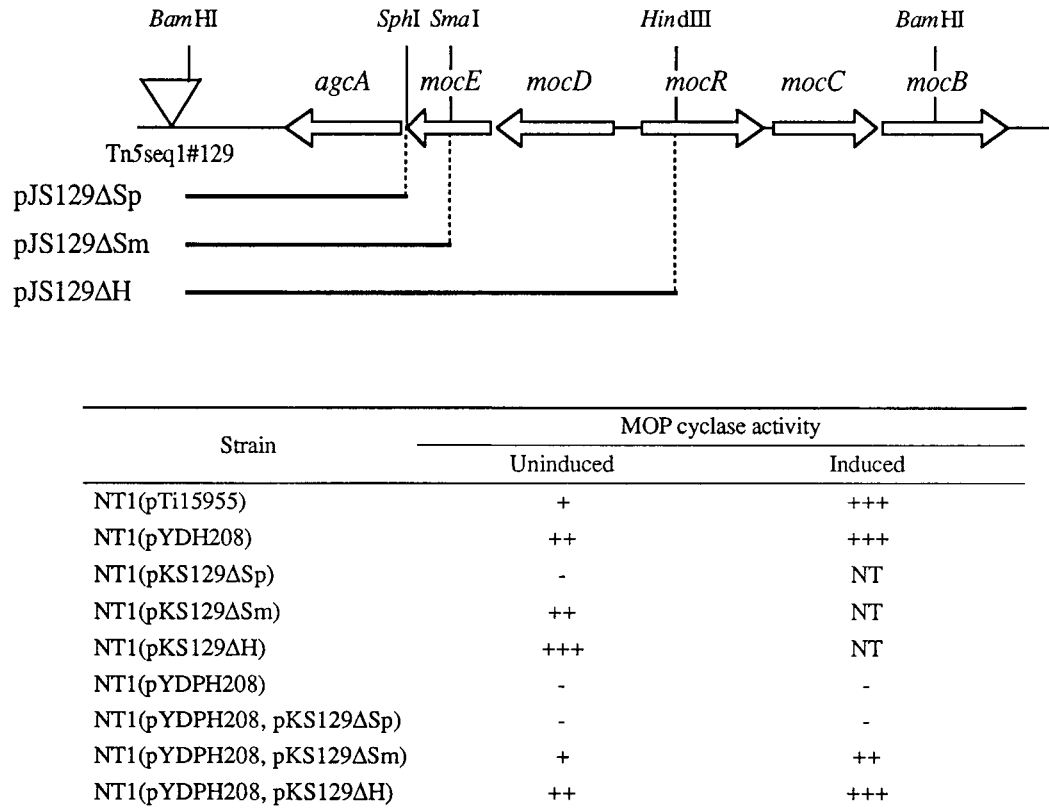 BamHI SphI SmaI HindIII BamHI
agcA mocE mocD mocR mocC mocB
Tn5seq1#129
pJS129ΔSp
pJS129ΔSm
pJS129ΔH
Strain MOP cyclase activity
Uninduced Induced
NT1(pTi15955) + +++
NT1(pYDH208) ++ +++
NT1(pKS129ΔSp) - NT
NT1(pKS129ΔSm) ++ NT
NT1(pKS129ΔH) +++ NT
NT1(pYDPH208) - -
NT1(pYDPH208, pKS129ΔSp) - -
NT1(pYDPH208, pKS129ΔSm) + ++
NT1(pYDPH208, pKS129ΔH) ++ +++